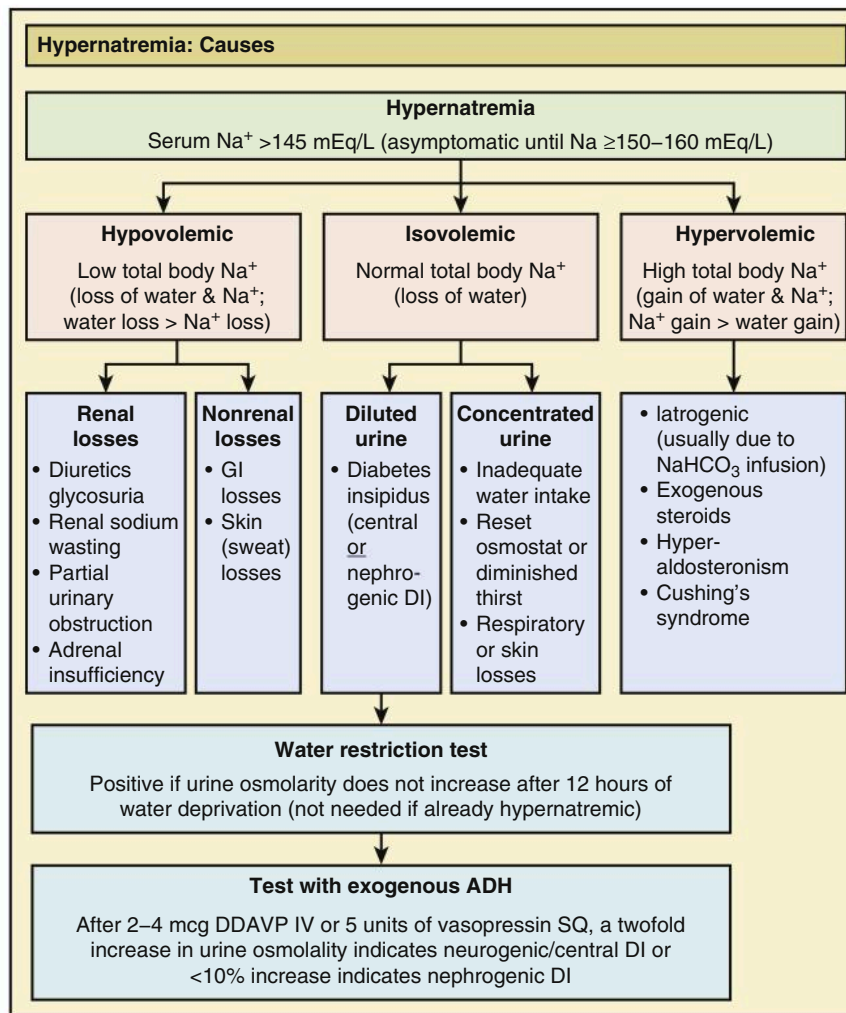 Hypernatremia: Causes
Hypernatremia
Serum Na⁺ >145 mEq/L (asymptomatic until Na ≥150–160 mEq/L)
Hypovolemic
Low total body Na⁺
(loss of water & Na⁺;
water loss > Na⁺ loss)
Isovolemic
Normal total body Na⁺
(loss of water)
Hypervolemic
High total body Na⁺
(gain of water & Na⁺;
Na⁺ gain > water gain)
Renal
losses
• Diuretics
glycosuria
• Renal sodium
wasting
• Partial
urinary
obstruction
• Adrenal
insufficiency
Nonrenal
losses
• GI
losses
• Skin
(sweat)
losses
Diluted
urine
• Diabetes
insipidus
(central
or
nephro-
genic DI)
Concentrated
urine
• Inadequate
water intake
• Reset
osmostat or
diminished
thirst
• Respiratory
or skin
losses
• Iatrogenic
(usually due to
NaHCO₃ infusion)
• Exogenous
steroids
• Hyper-
aldosteronism
• Cushing's
syndrome
Water restriction test
Positive if urine osmolarity does not increase after 12 hours of
water deprivation (not needed if already hypernatremic)
Test with exogenous ADH
After 2–4 mcg DDAVP IV or 5 units of vasopressin SQ, a twofold
increase in urine osmolality indicates neurogenic/central DI or
<10% increase indicates nephrogenic DI